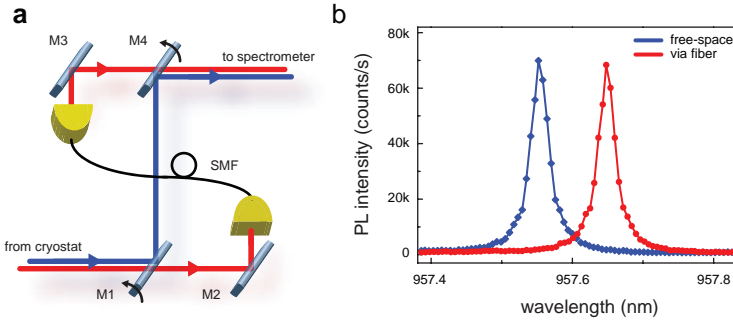 a
M3
M4
to spectrometer
SMF
from cryostat
M1
M2
b
free-space
via fiber
PL intensity (counts/s)
80k
60k
40k
20k
0
957.4
957.6
957.8
wavelength (nm)